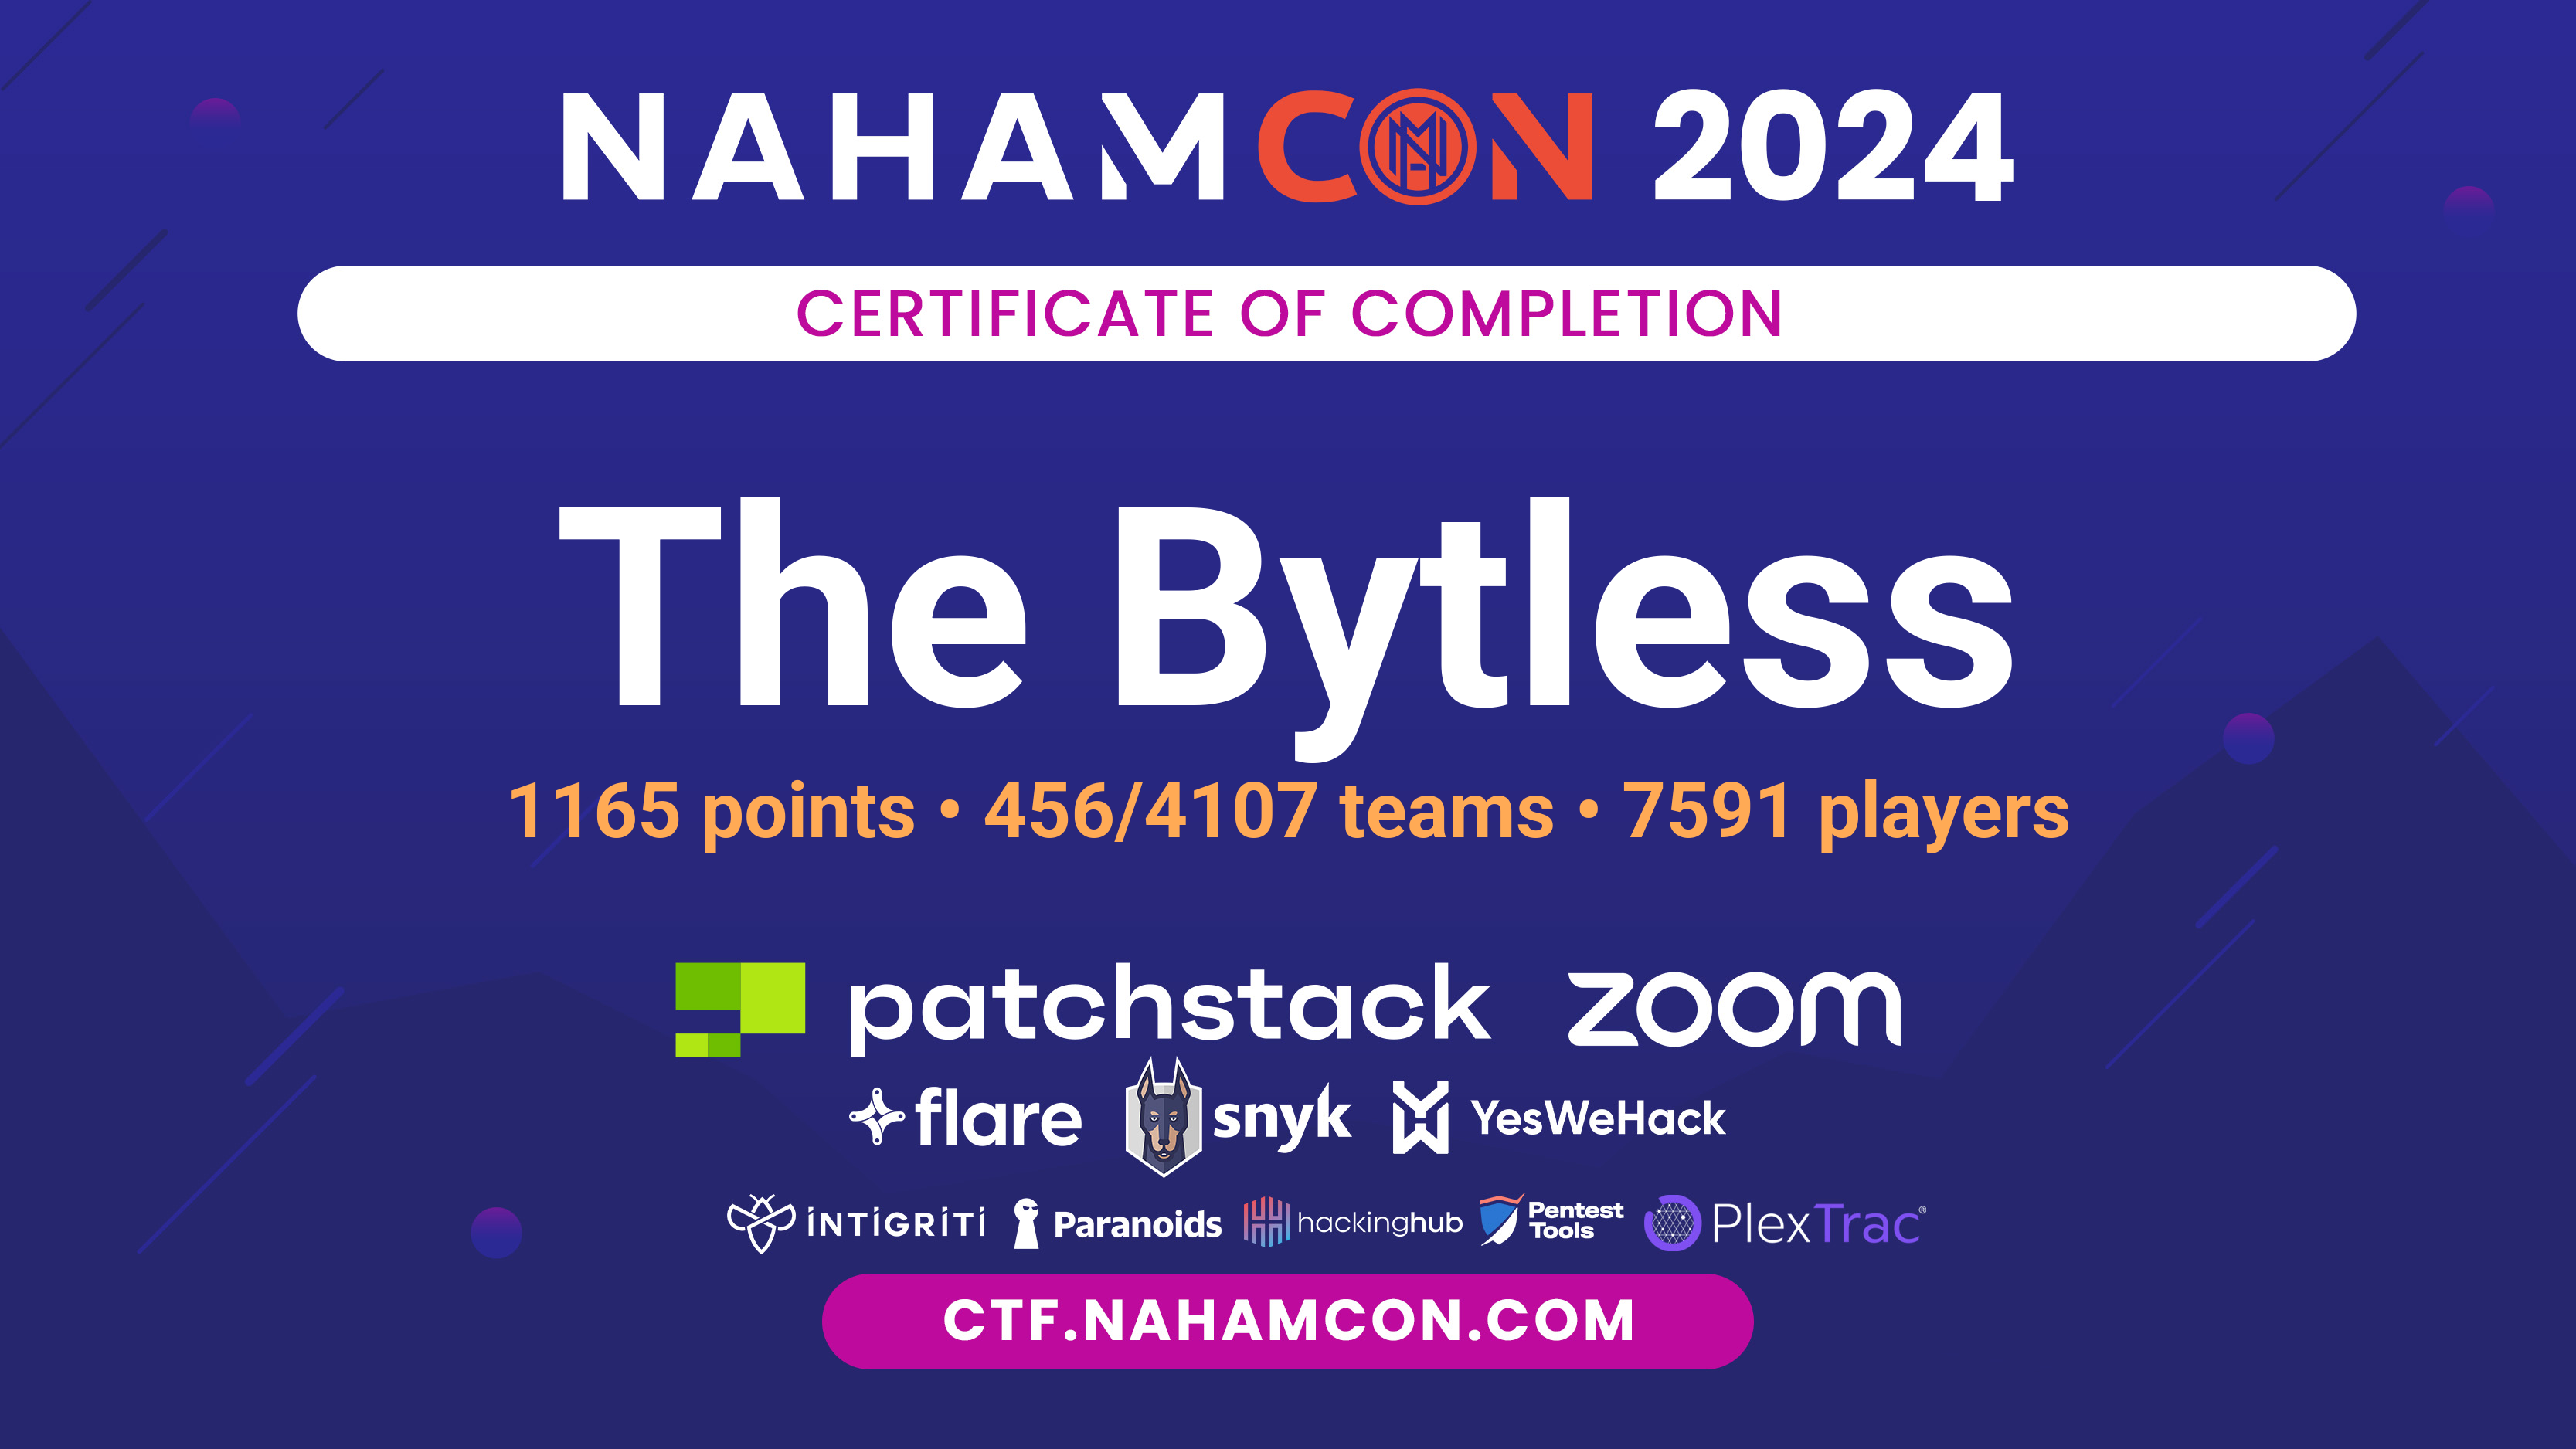 NAHAMCON 2024
CERTIFICATE OF COMPLETION
The Bytless
1165 points • 456/4107 teams • 7591 players
patchstack zoom
flare snyk YesWeHack
INTIGRITI Paranoids hackinghub Pentest Tools PlexTrac®
CTF.NAHAMCON.COM